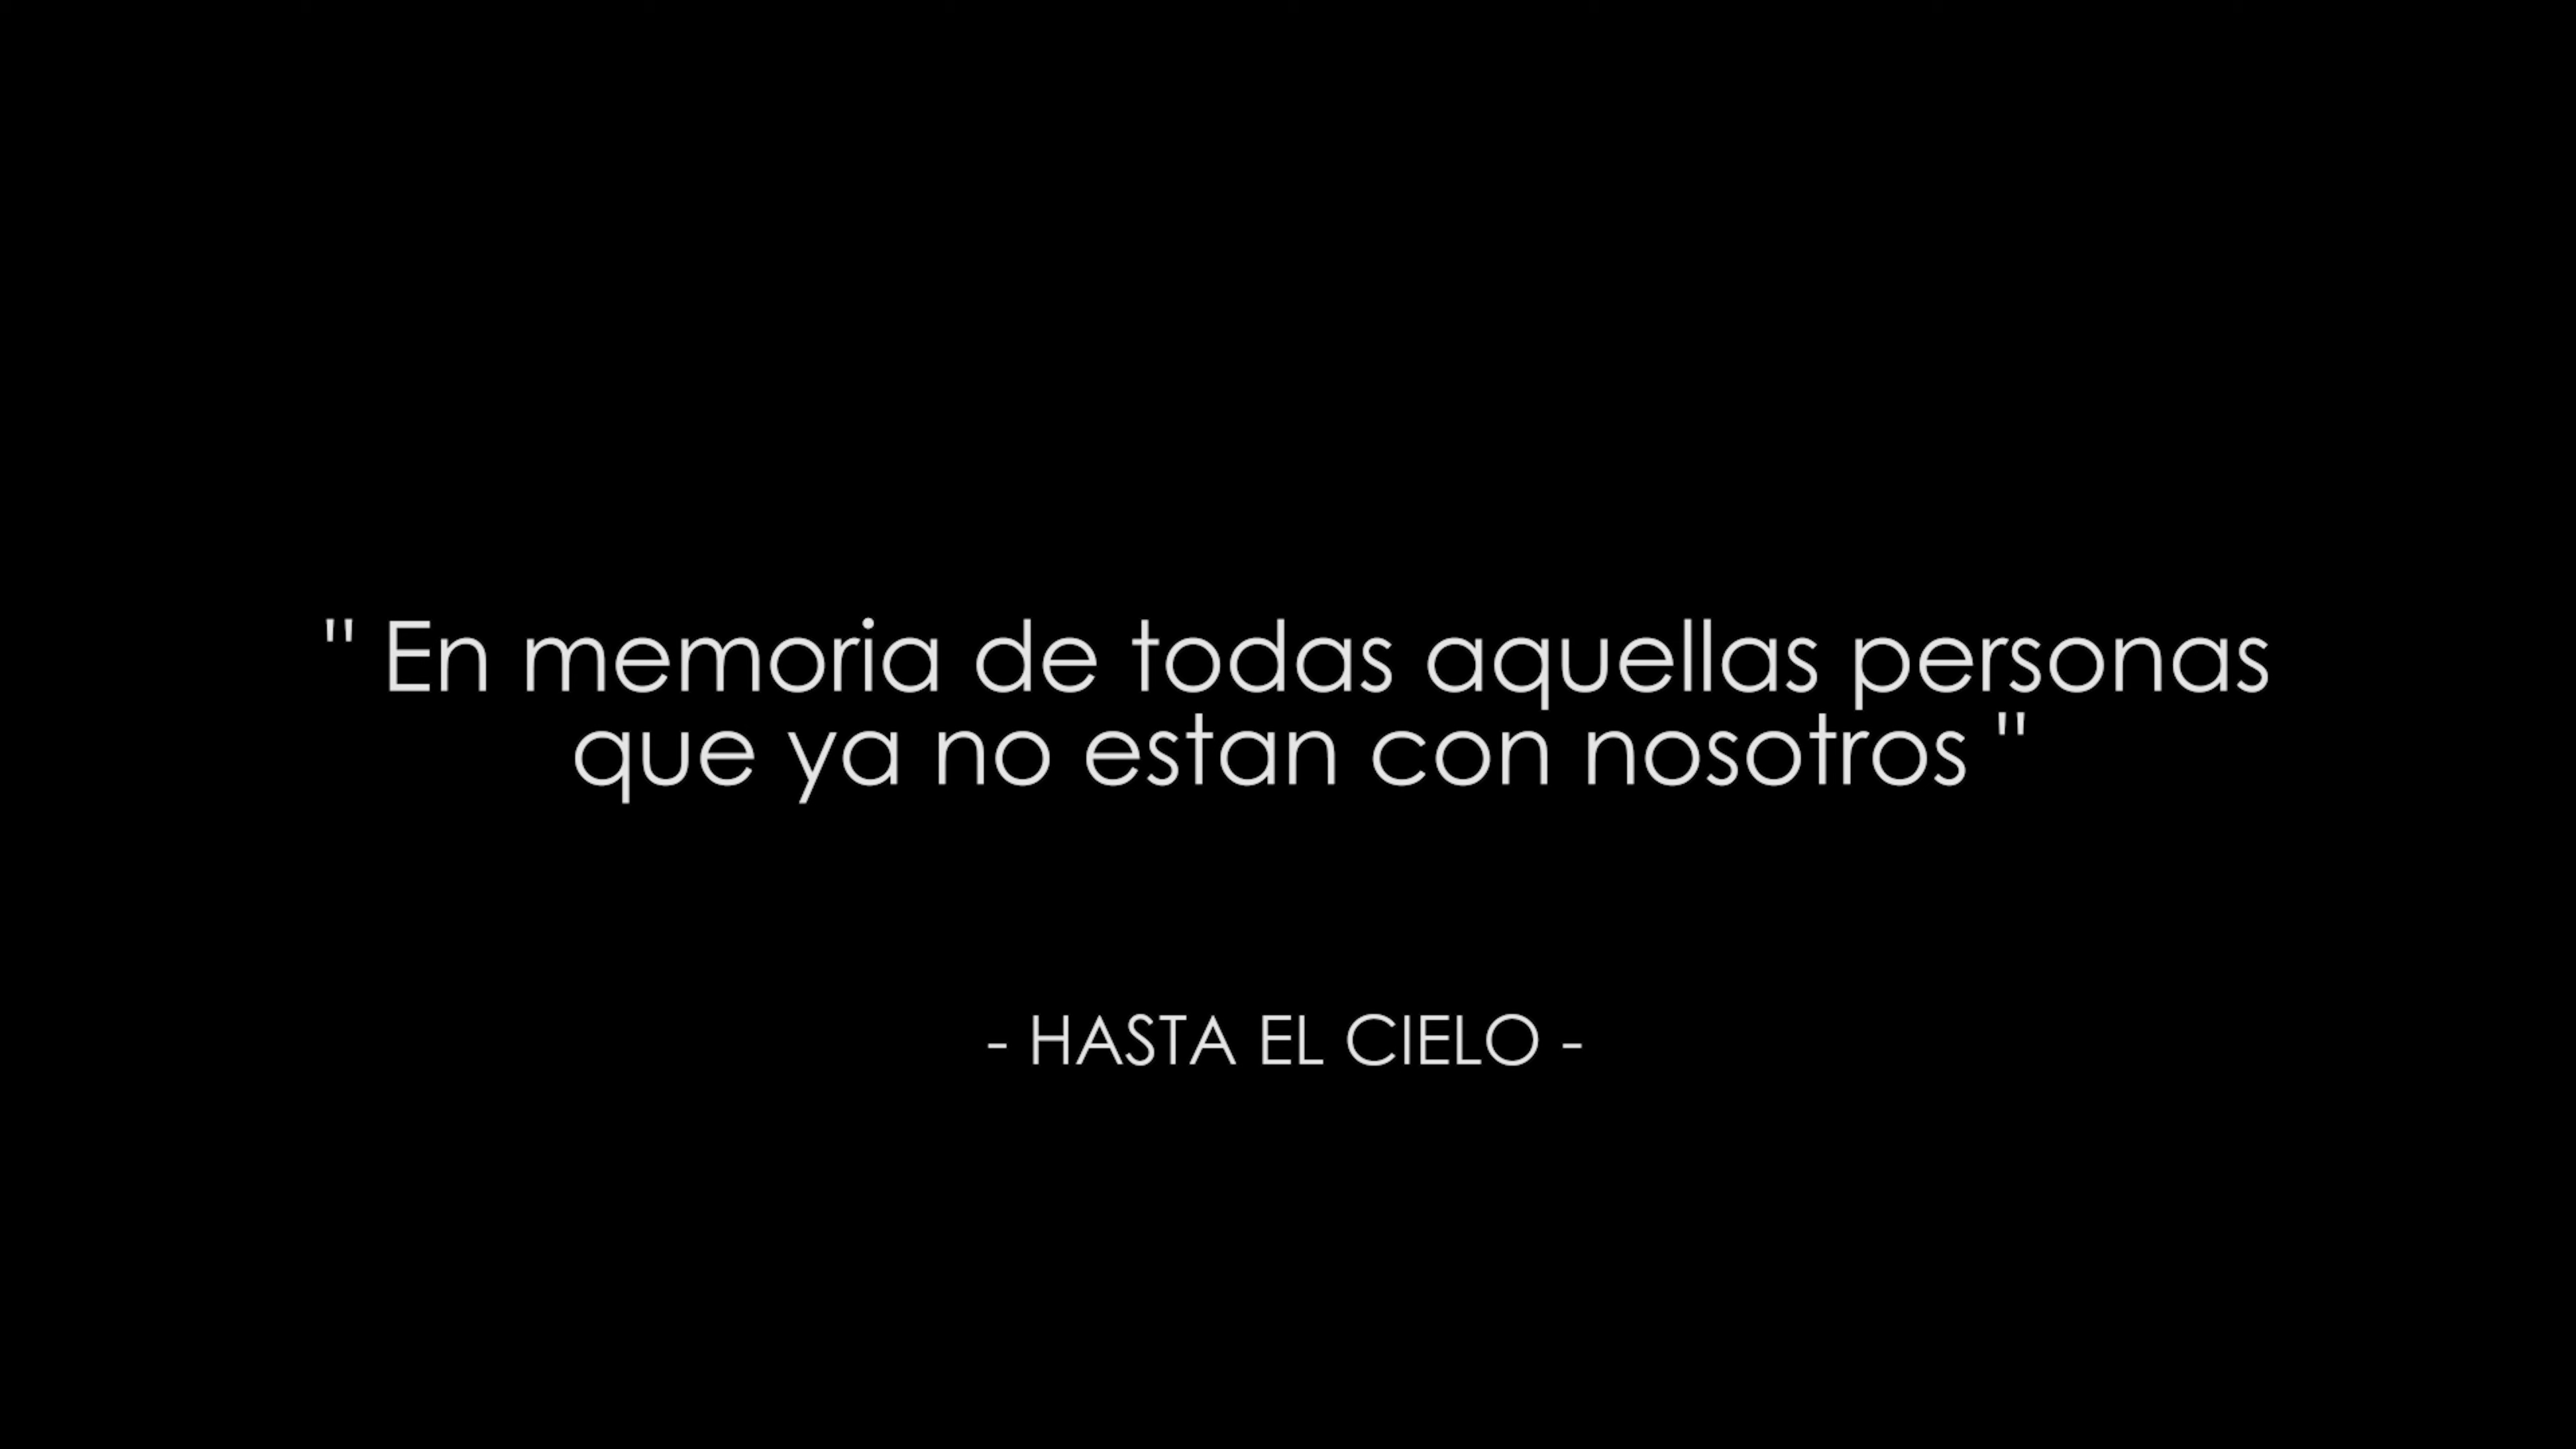 " En memoria de todas aquellas personas
que ya no estan con nosotros "
- HASTA EL CIELO -